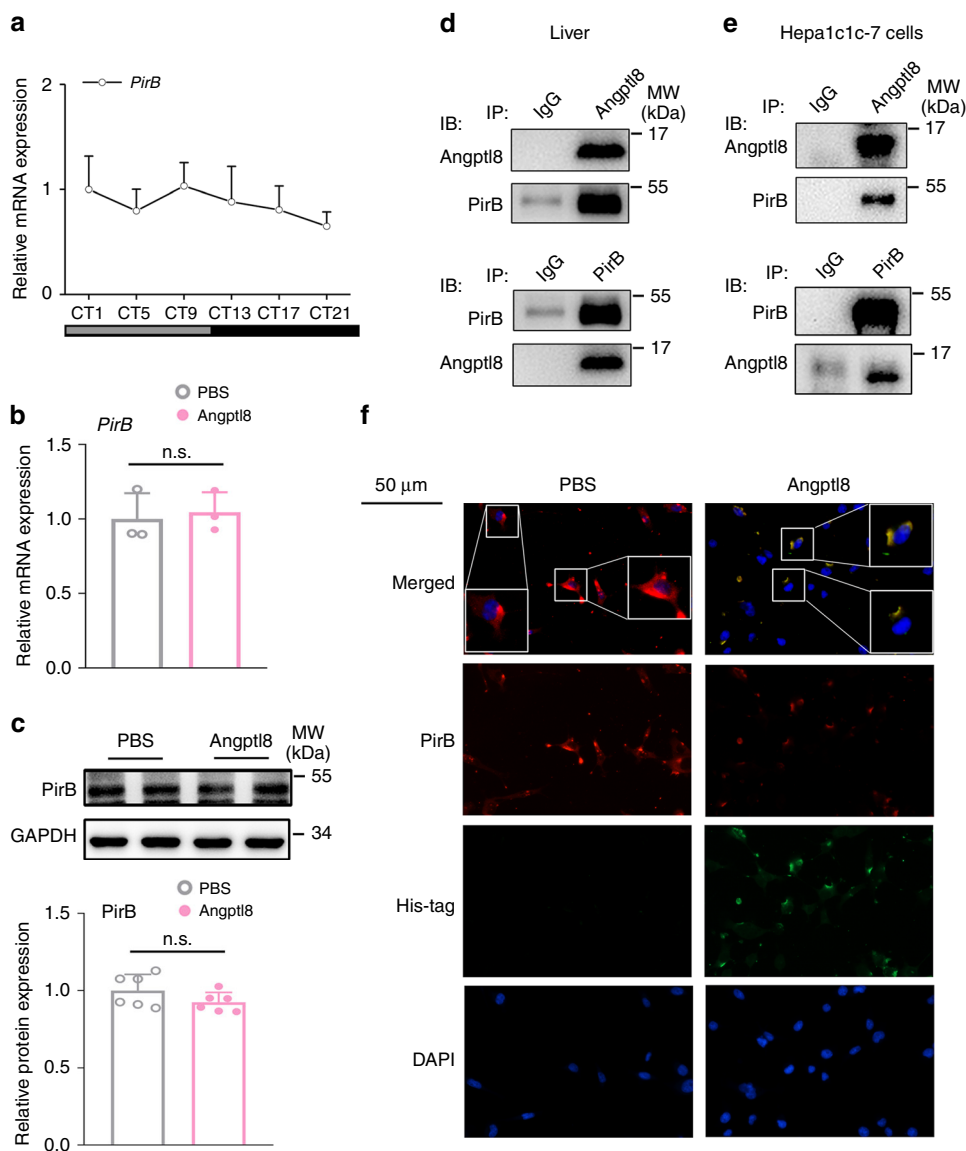 a
PirB
Relative mRNA expression
2
1
0
CT1 CT5 CT9 CT13 CT17 CT21
b
PBS
Angptl8
PirB
n.s.
Relative mRNA expression
1.5
1.0
0.5
0.0
c
PBS Angptl8 MW (kDa)
PirB 55
GAPDH 34
PBS
Angptl8
PirB
n.s.
Relative protein expression
1.5
1.0
0.5
0.0
d
Liver
IP: IgG Angptl8 MW (kDa)
IB:
Angptl8 17
PirB 55
IP: IgG PirB
IB:
PirB 55
Angptl8 17
e
Hepa1c1c-7 cells
IP: IgG Angptl8 MW (kDa)
IB:
Angptl8 17
PirB 55
IP: IgG PirB
IB:
PirB 55
Angptl8 17
f
50 μm
PBS Angptl8
Merged
PirB
His-tag
DAPI